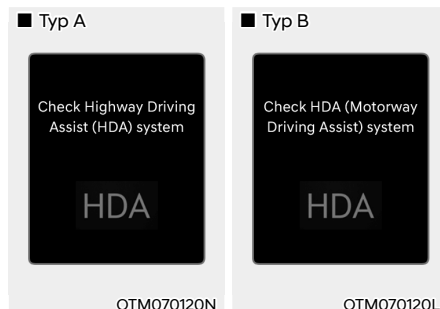 ■ Typ A
Check Highway Driving
Assist (HDA) system
HDA
OTM070120N
■ Typ B
Check HDA (Motorway
Driving Assist) system
HDA
OTM070120L